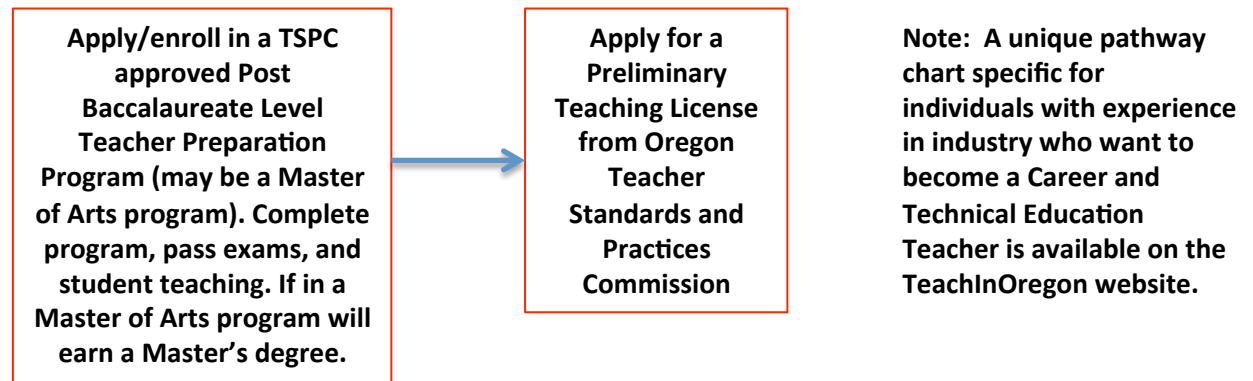 Apply/enroll in a TSPC
approved Post
Baccalaureate Level
Teacher Preparation
Program (may be a Master
of Arts program). Complete
program, pass exams, and
student teaching. If in a
Master of Arts program will
earn a Master’s degree.
Apply for a
Preliminary
Teaching License
from Oregon
Teacher
Standards and
Practices
Commission
Note:  A unique pathway
chart specific for
individuals with experience
in industry who want to
become a Career and
Technical Education
Teacher is available on the
TeachInOregon website.